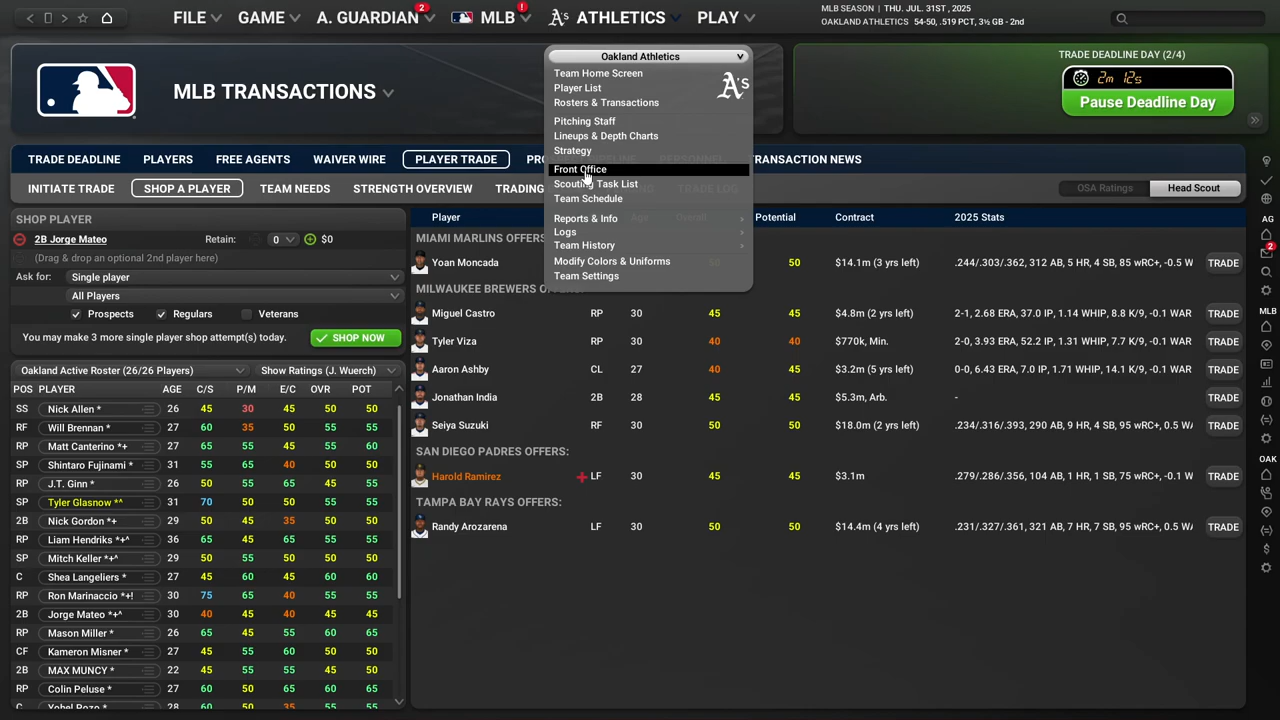 FILE
GAME
A. GUARDIAN
2
MLB
!
A's
ATHLETICS
PLAY
MLB SEASON | THU. JUL. 31ST , 2025
OAKLAND ATHLETICS 54-50, .519 PCT, 3½ GB - 2nd
MLB TRANSACTIONS
TRADE DEADLINE DAY (2/4)
2m 12s
Pause Deadline Day
Oakland Athletics
Team Home Screen
Player List
Rosters & Transactions
Pitching Staff
Lineups & Depth Charts
Strategy
Front Office
Scouting Task List
Team Schedule
Reports & Info
Logs
Team History
Modify Colors & Uniforms
Team Settings
A's
TRADE DEADLINE
PLAYERS
FREE AGENTS
WAIVER WIRE
PLAYER TRADE
TRANSACTION NEWS
INITIATE TRADE
SHOP A PLAYER
TEAM NEEDS
STRENGTH OVERVIEW
TRADING
TRADE LOG
OSA Ratings
Head Scout
SHOP PLAYER
2B Jorge Mateo
Retain:
0
$0
(Drag & drop an optional 2nd player here)
Ask for:
Single player
All Players
Prospects
Regulars
Veterans
You may make 3 more single player shop attempt(s) today.
SHOP NOW
Oakland Active Roster (26/26 Players)
Show Ratings (J. Wuerch)
POS PLAYER AGE C/S P/M E/C OVR POT
SS Nick Allen * 26 45 30 45 50 50
RF Will Brennan * 27 60 35 50 55 55
RP Matt Canterino *+ 27 65 55 45 55 60
SP Shintaro Fujinami * 31 55 65 40 50 50
RP J.T. Ginn * 26 50 55 65 45 55
SP Tyler Glasnow *^ 31 70 50 50 55 55
2B Nick Gordon *+ 29 50 45 35 50 50
RP Liam Hendriks *+^ 36 65 45 65 55 55
SP Mitch Keller *+^ 29 50 55 50 50 50
C Shea Langeliers * 27 45 60 45 60 60
RP Ron Marinaccio *+! 30 75 65 40 60 65
2B Jorge Mateo *+^ 30 40 45 40 45 45
RP Mason Miller * 26 65 45 55 60 65
CF Kameron Misner * 27 45 55 60 50 50
2B MAX MUNCY * 22 45 55 55 50 50
RP Colin Peluse * 27 60 50 60 65 65
C Yohel Pozo * 28 60 50 35 55 55
Player Age Overall Potential Contract 2025 Stats
MIAMI MARLINS OFFERS:
Yoan Moncada 50 50 $14.1m (3 yrs left) .244/.303/.362, 312 AB, 5 HR, 4 SB, 85 wRC+, -0.5 W TRADE
MILWAUKEE BREWERS OFFERS:
Miguel Castro RP 30 45 45 $4.8m (2 yrs left) 2-1, 2.68 ERA, 37.0 IP, 1.14 WHIP, 8.8 K/9, -0.1 WAR TRADE
Tyler Viza RP 30 40 40 $770k, Min. 2-0, 3.93 ERA, 52.2 IP, 1.31 WHIP, 7.7 K/9, -0.1 WAR TRADE
Aaron Ashby CL 27 40 45 $3.2m (5 yrs left) 0-0, 6.43 ERA, 7.0 IP, 1.71 WHIP, 14.1 K/9, -0.1 WAR TRADE
Jonathan India 2B 28 45 45 $5.3m, Arb. - TRADE
Seiya Suzuki RF 30 50 50 $18.0m (2 yrs left) .234/.316/.393, 290 AB, 9 HR, 4 SB, 95 wRC+, -0.5 W TRADE
SAN DIEGO PADRES OFFERS:
Harold Ramirez LF 30 45 45 $3.1m .279/.286/.356, 104 AB, 1 HR, 1 SB, 75 wRC+, -0.1 W TRADE
TAMPA BAY RAYS OFFERS:
Randy Arozarena LF 30 50 50 $14.4m (4 yrs left) .231/.327/.361, 321 AB, 7 HR, 7 SB, 95 wRC+, 0.5 WA TRADE
AG
2
MLB
OAK